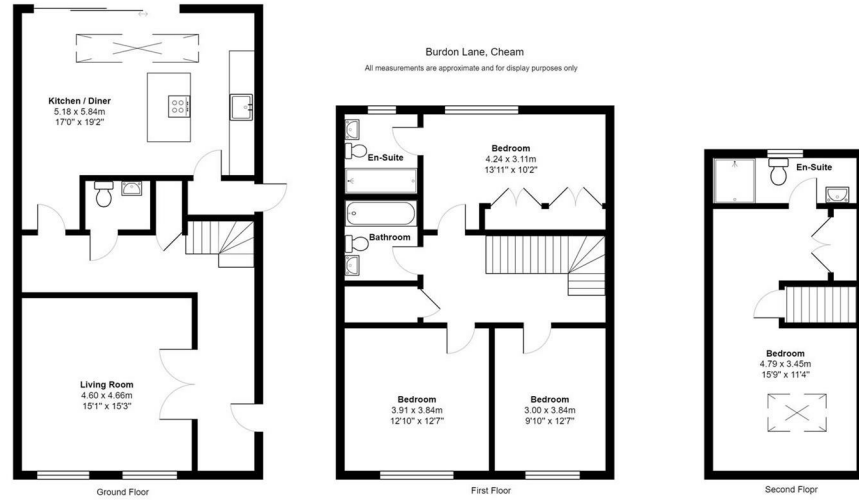 Burdon Lane, Cheam
All measurements are approximate and for display purposes only
Kitchen / Diner
5.18 x 5.84m
17'0" x 19'2"
Living Room
4.60 x 4.66m
15'1" x 15'3"
Ground Floor
En-Suite
Bedroom
4.24 x 3.11m
13'11" x 10'2"
Bathroom
Bedroom
3.91 x 3.84m
12'10" x 12'7"
Bedroom
3.00 x 3.84m
9'10" x 12'7"
First Floor
En-Suite
Bedroom
4.79 x 3.45m
15'9" x 11'4"
Second Flopr